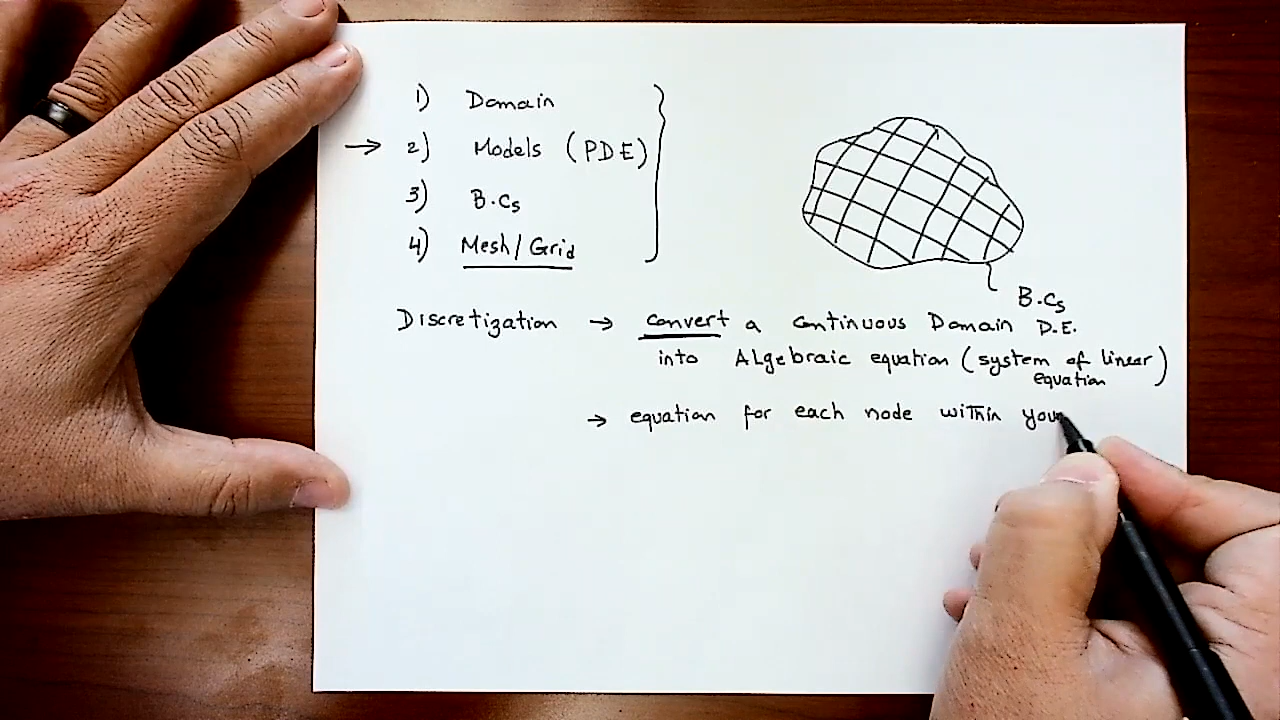 1) Domain
→ 2) Models (PDE)
3) B.Cs
4) Mesh/Grid
B.Cs
Discretization → convert a continuous Domain D.E.
into Algebraic equation (system of linear
equation)
→ equation for each node within you